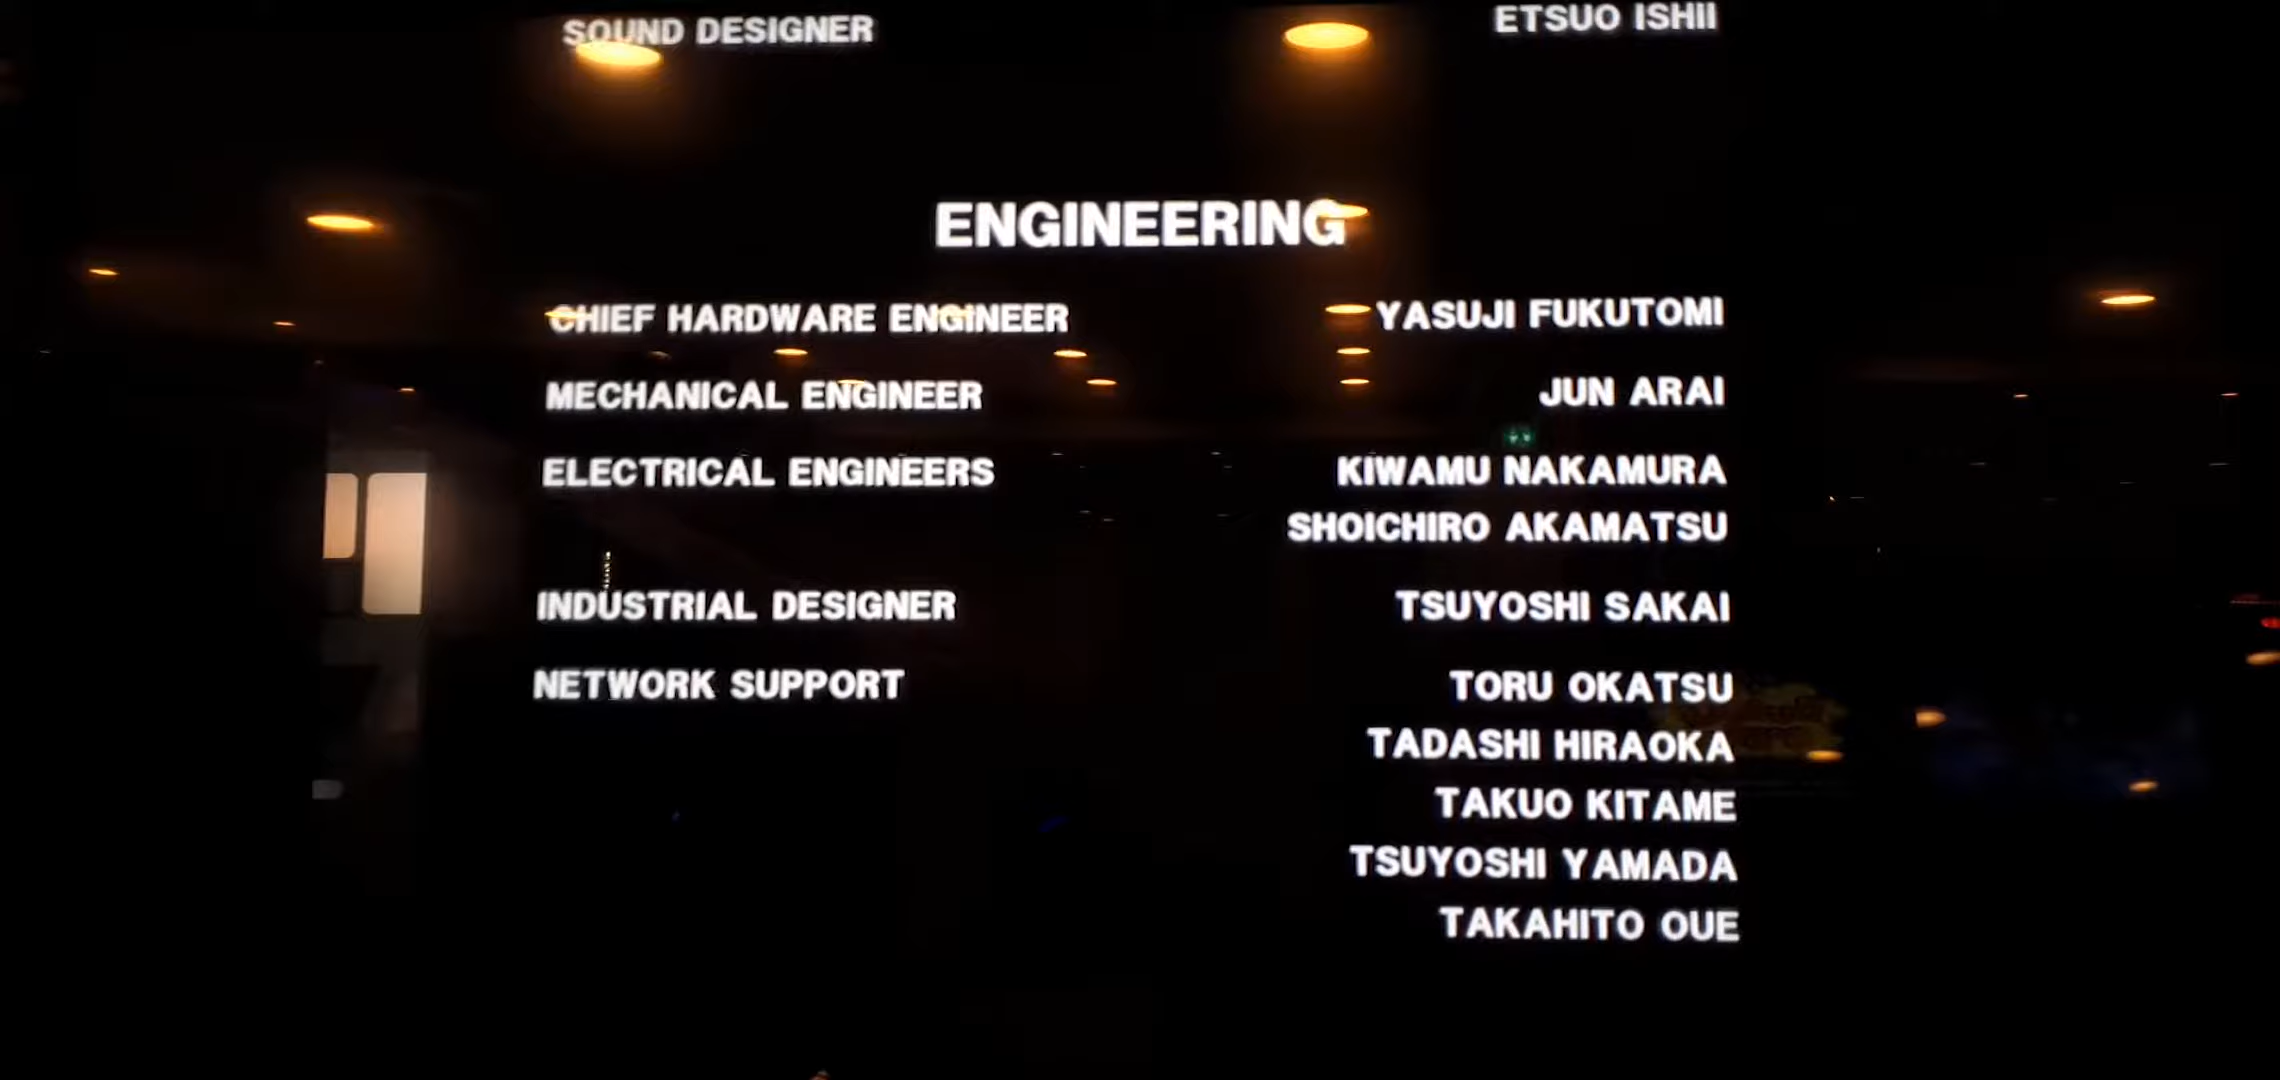 SOUND DESIGNER ETSUO ISHII
ENGINEERING
CHIEF HARDWARE ENGINEER YASUJI FUKUTOMI
MECHANICAL ENGINEER JUN ARAI
ELECTRICAL ENGINEERS KIWAMU NAKAMURA
SHOICHIRO AKAMATSU
INDUSTRIAL DESIGNER TSUYOSHI SAKAI
NETWORK SUPPORT TORU OKATSU
TADASHI HIRAOKA
TAKUO KITAME
TSUYOSHI YAMADA
TAKAHITO OUE